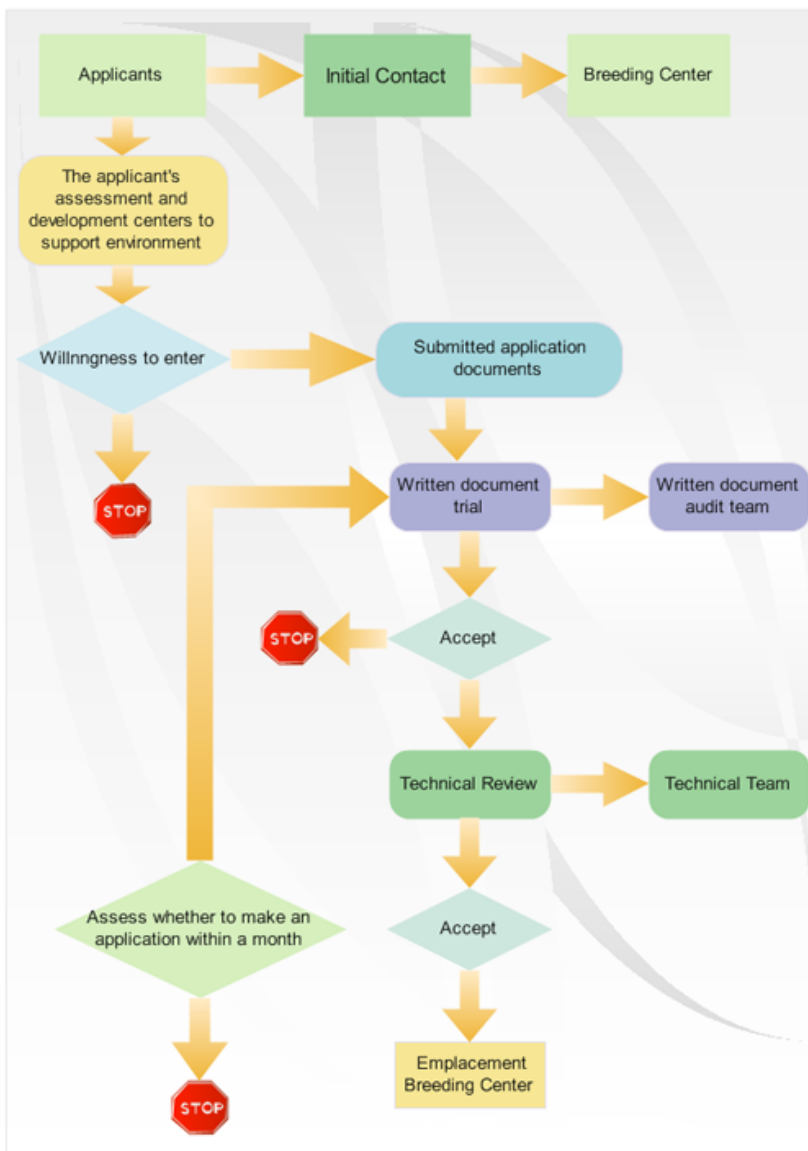 Applicants
Initial Contact
Breeding Center
The applicant's
assessment and
development centers to
support environment
Willnngness to enter
Submitted application
documents
STOP
Written document
trial
Written document
audit team
STOP
Accept
Technical Review
Technical Team
Assess whether to make an
application within a month
Accept
Emplacement
Breeding Center
STOP